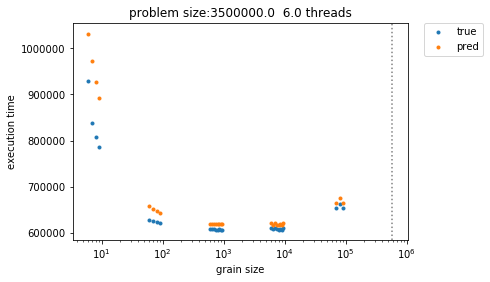 problem size:3500000.0  6.0 threads
true
pred
execution time
1000000
900000
800000
700000
600000
10¹
10²
10³
10⁴
10⁵
10⁶
grain size